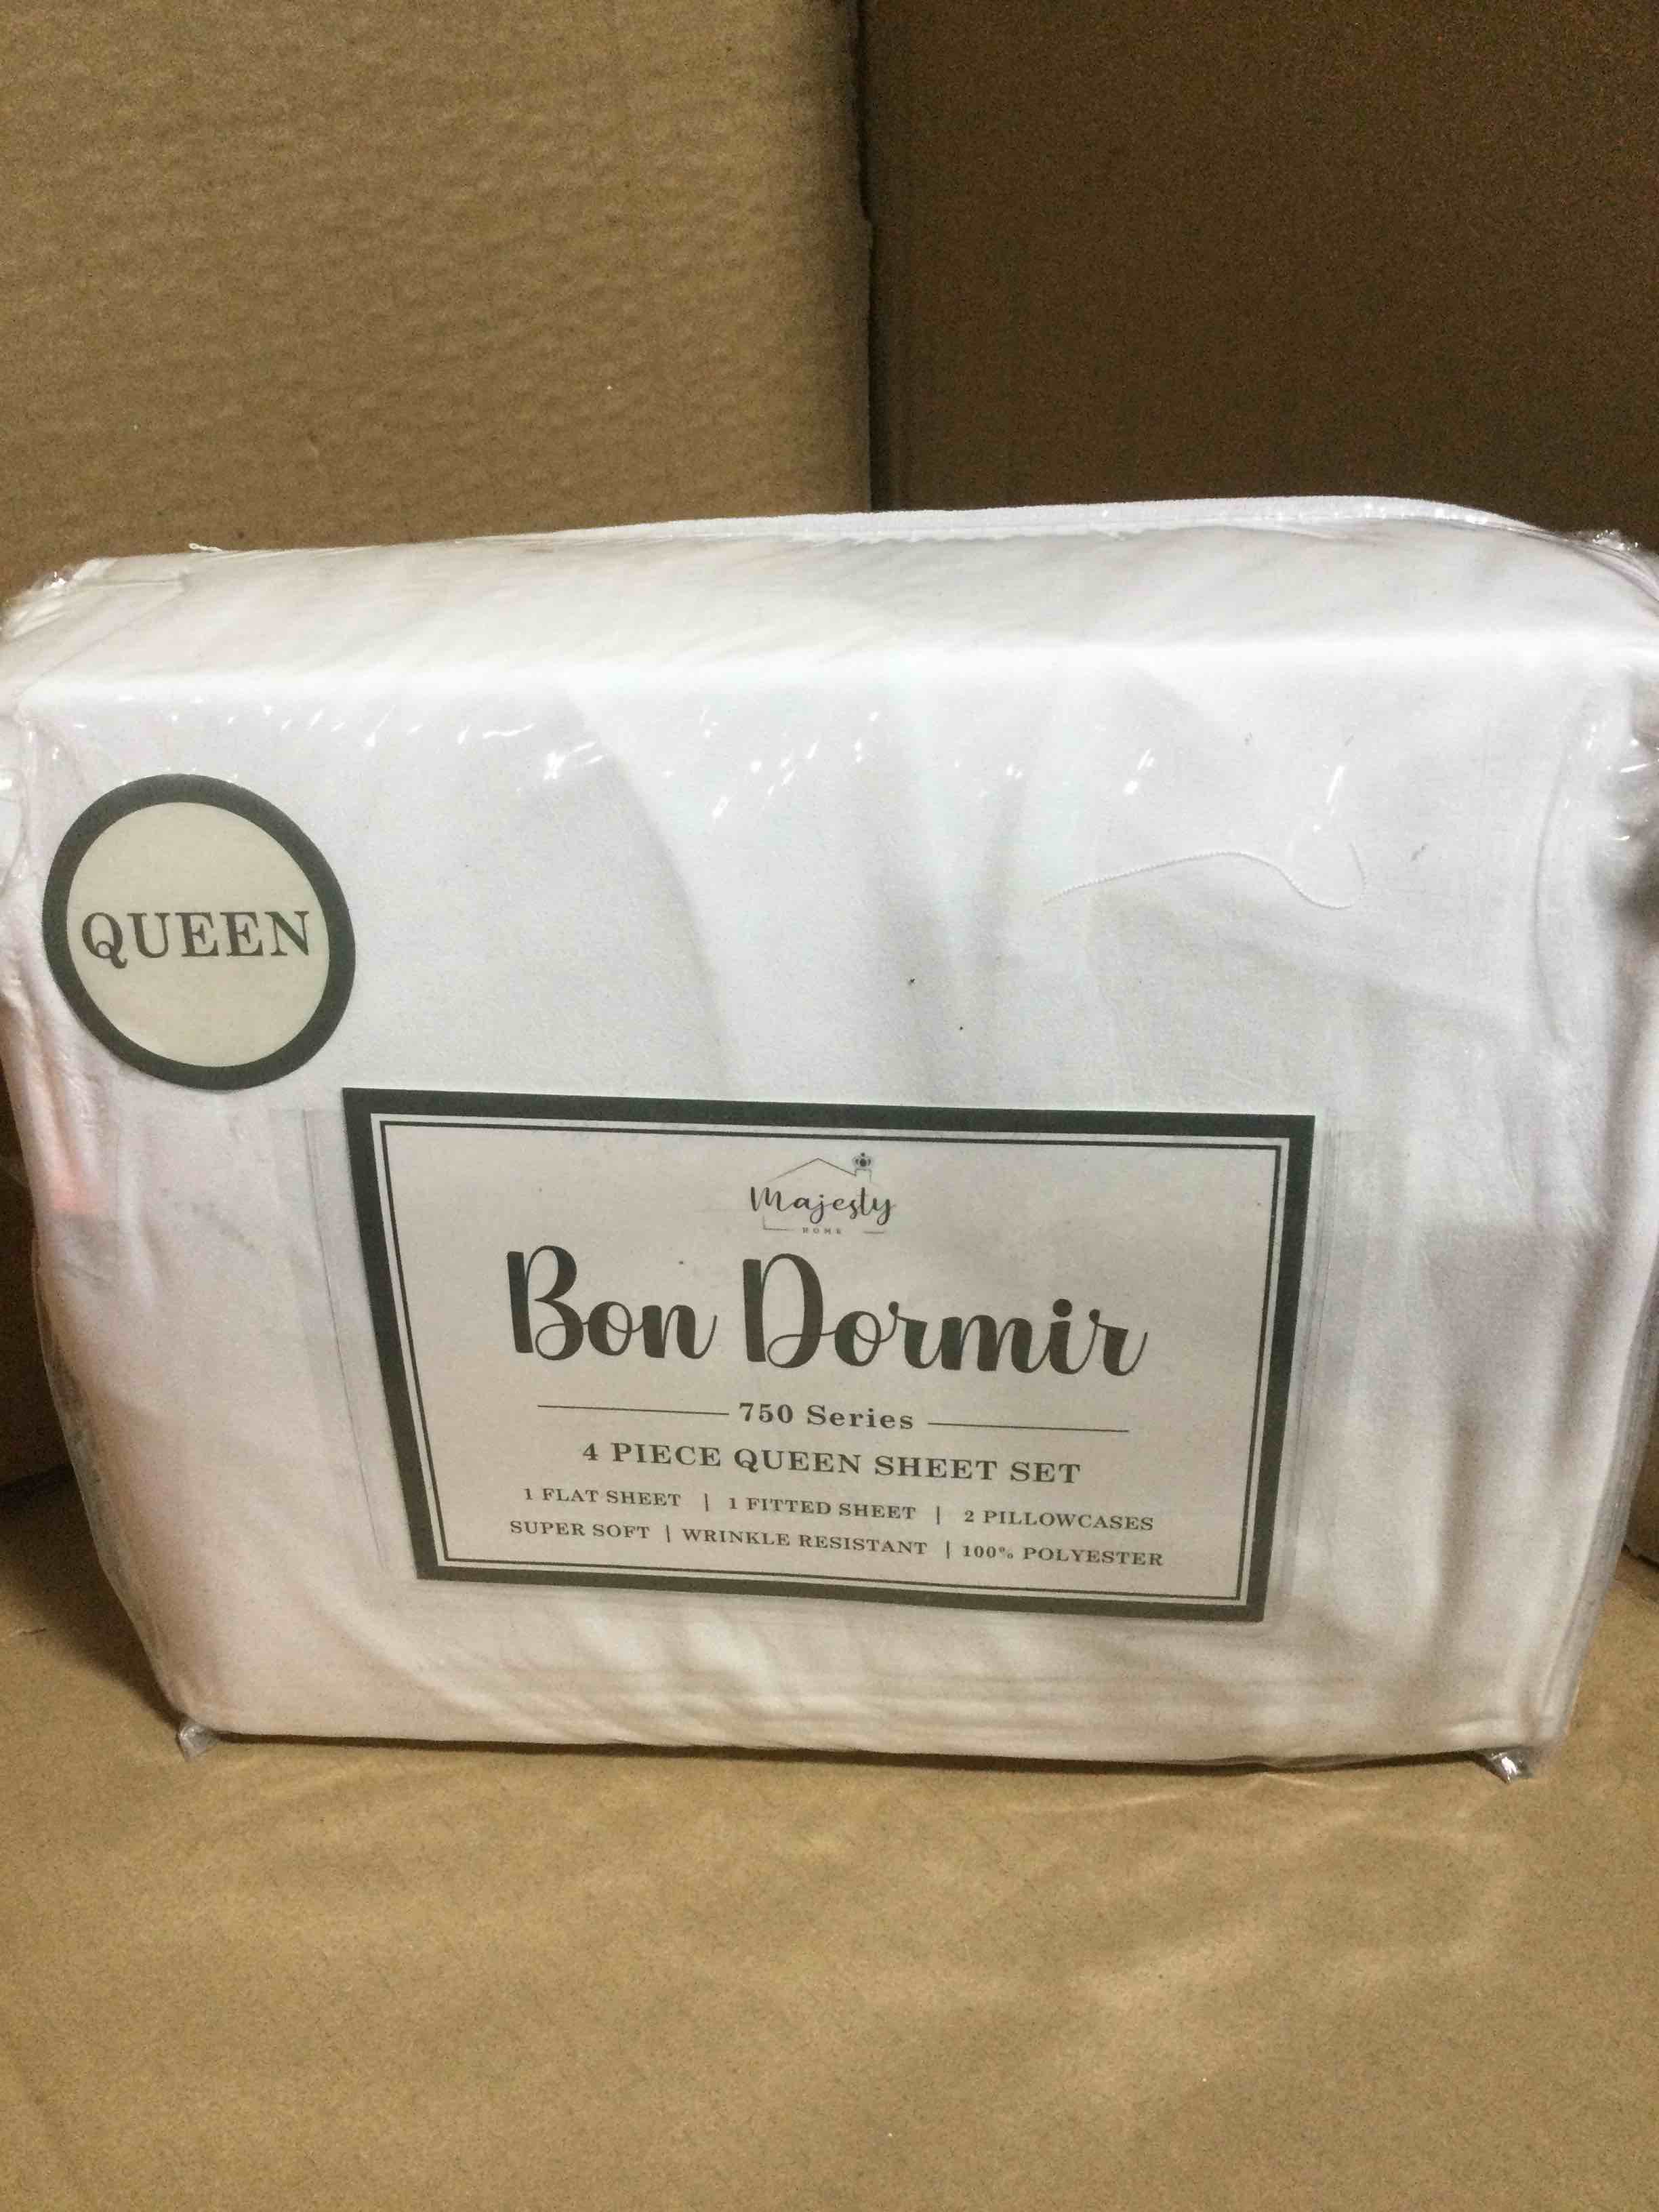 QUEEN
Majesty
HOME
Bon Dormir
750 Series
4 PIECE QUEEN SHEET SET
1 FLAT SHEET | 1 FITTED SHEET | 2 PILLOWCASES
SUPER SOFT | WRINKLE RESISTANT | 100% POLYESTER